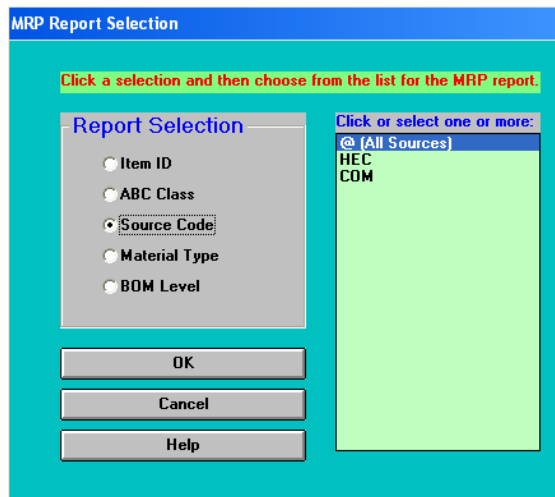 MRP Report Selection
Click a selection and then choose from the list for the MRP report.
Report Selection
Item ID
ABC Class
Source Code
Material Type
BOM Level
OK
Cancel
Help
Click or select one or more:
@ (All Sources)
HEC
COM